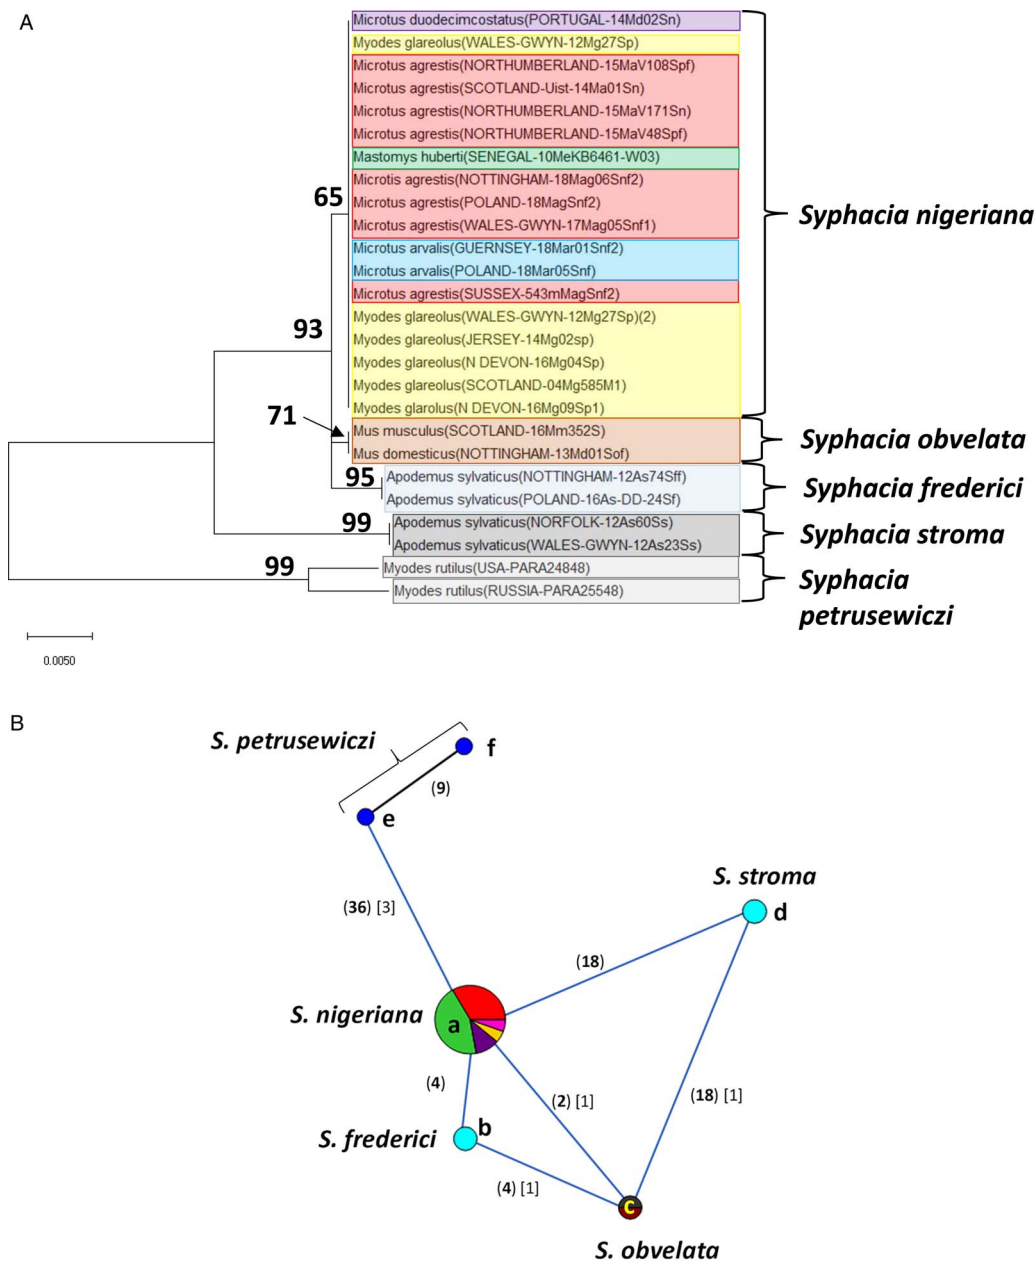 A
Microtus duodecimcostatus(PORTUGAL-14Md02Sn)
Myodes glareolus(WALES-GWYN-12Mg27Sp)
Microtus agrestis(NORTHUMBERLAND-15MaV108Spf)
Microtus agrestis(SCOTLAND-Uist-14Ma01Sn)
Microtus agrestis(NORTHUMBERLAND-15MaV171Sn)
Microtus agrestis(NORTHUMBERLAND-15MaV48Spf)
Mastomys huberti(SENEGAL-10MeKB6461-W03)
Microtis agrestis(NOTTINGHAM-18Mag06Snf2)
65
Microtus agrestis(POLAND-18MagSnf2)
Syphacia nigeriana
Microtus agrestis(WALES-GWYN-17Mag05Snf1)
Microtus arvalis(GUERNSEY-18Mar01Snf2)
Microtus arvalis(POLAND-18Mar05Snf)
Microtus agrestis(SUSSEX-543mMagSnf2)
Myodes glareolus(WALES-GWYN-12Mg27Sp)(2)
93
Myodes glareolus(JERSEY-14Mg02sp)
Myodes glareolus(N DEVON-16Mg04Sp)
Myodes glareolus(SCOTLAND-04Mg585M1)
Myodes glarolus(N DEVON-16Mg09Sp1)
71
Mus musculus(SCOTLAND-16Mm352S)
Syphacia obvelata
Mus domesticus(NOTTINGHAM-13Md01Sof)
95
Apodemus sylvaticus(NOTTINGHAM-12As74Sff)
Syphacia frederici
Apodemus sylvaticus(POLAND-16As-DD-24Sf)
99
Apodemus sylvaticus(NORFOLK-12As60Ss)
Syphacia stroma
Apodemus sylvaticus(WALES-GWYN-12As23Ss)
99
Myodes rutilus(USA-PARA24848)
Syphacia
Myodes rutilus(RUSSIA-PARA25548)
petrusewiczi
0.0050
B
S. petrusewiczi
f
(9)
e
S. stroma
d
(36) [3]
(18)
S. nigeriana
a
(4)
(2) [1]
(18) [1]
S. frederici
b
(4) [1]
c
S. obvelata